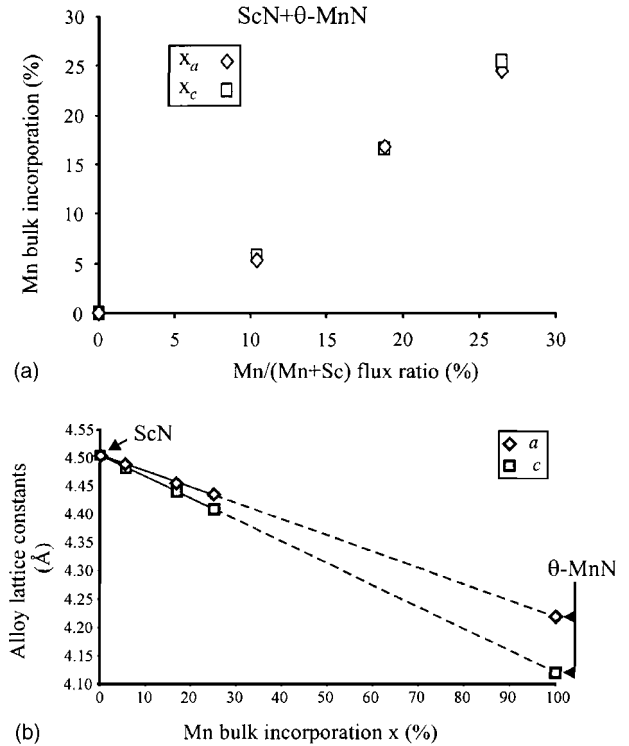 ScN+θ-MnN
30
25
20
15
10
5
0
Mn bulk incorporation (%)
x_a
x_c
0 5 10 15 20 25 30
Mn/(Mn+Sc) flux ratio (%)
(a)
4.55
4.50
4.45
4.40
4.35
4.30
4.25
4.20
4.15
4.10
Alloy lattice constants
(Å)
ScN
a
c
θ-MnN
0 10 20 30 40 50 60 70 80 90 100
Mn bulk incorporation x (%)
(b)